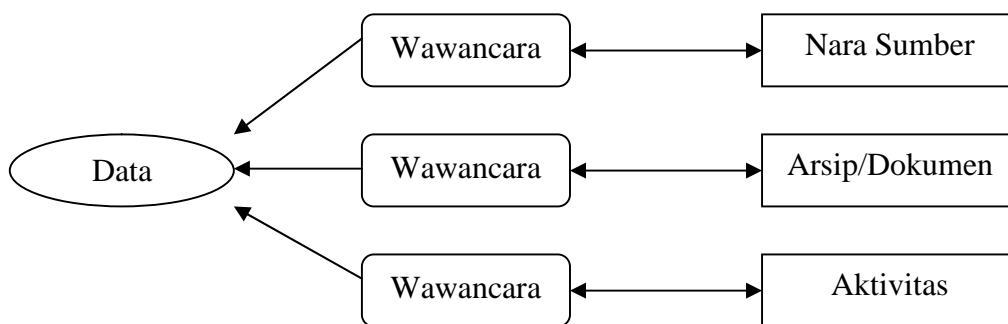 Wawancara
Nara Sumber
Data
Wawancara
Arsip/Dokumen
Wawancara
Aktivitas